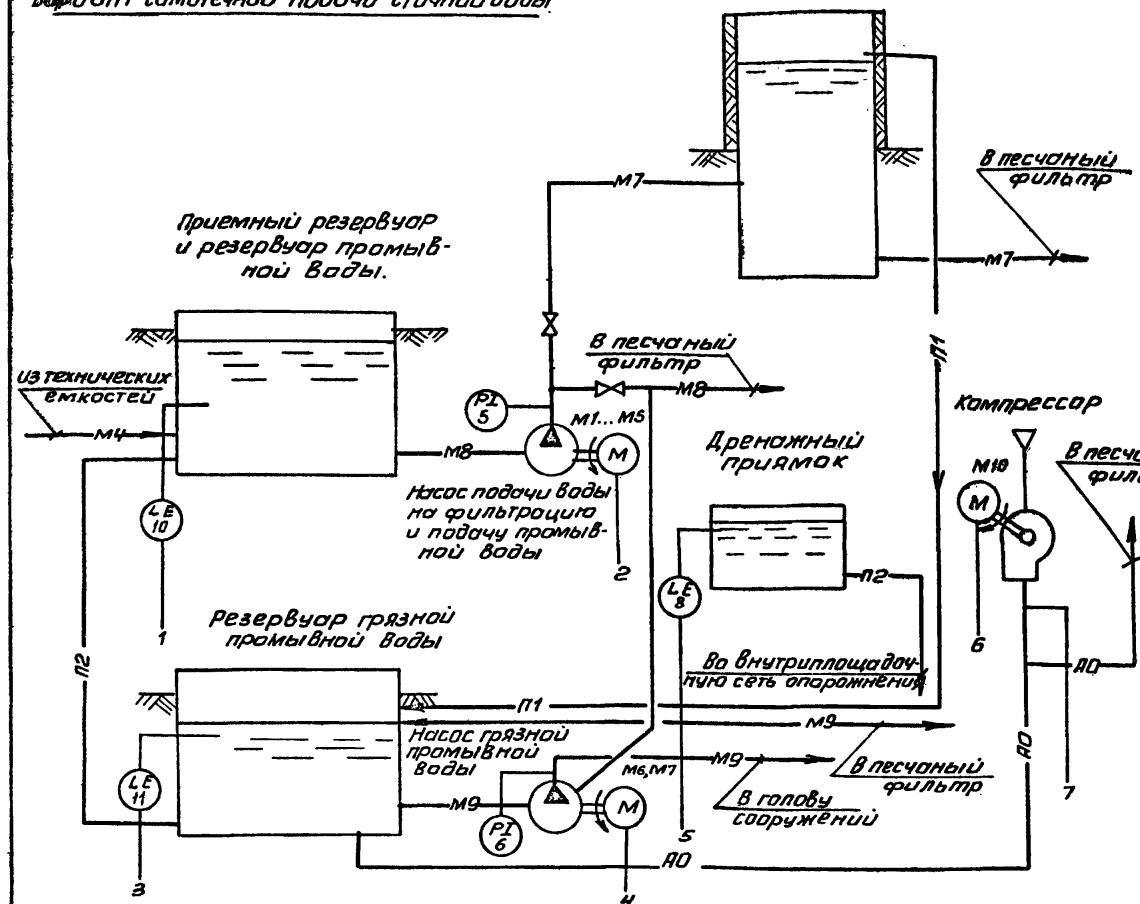 Вариант самотечной подачи сточной воды
М7
В песчаный
фильтр
М7
Приемный резервуар
и резервуар промыв-
ной воды.
П1
В песчаный
фильтр
М8
Из технических
емкостей
М4
PI
5
М1...М5
М8
М
Насос подачи воды
на фильтрацию
и подачу промыв-
ной воды
2
LE
10
1
Дренажный
приямок
П2
LE
8
Во внутриплощадоч-
ную сеть опорожнения
5
Компрессор
М10
М
6
АО
7
АО
П2
Резервуар грязной
промывной воды
П1
М9
Насос грязной
промывной
воды
М6,М7
М9
В песчаный
фильтр
В голову
сооружений
LE
11
3
М9
PI
6
М
4
АО